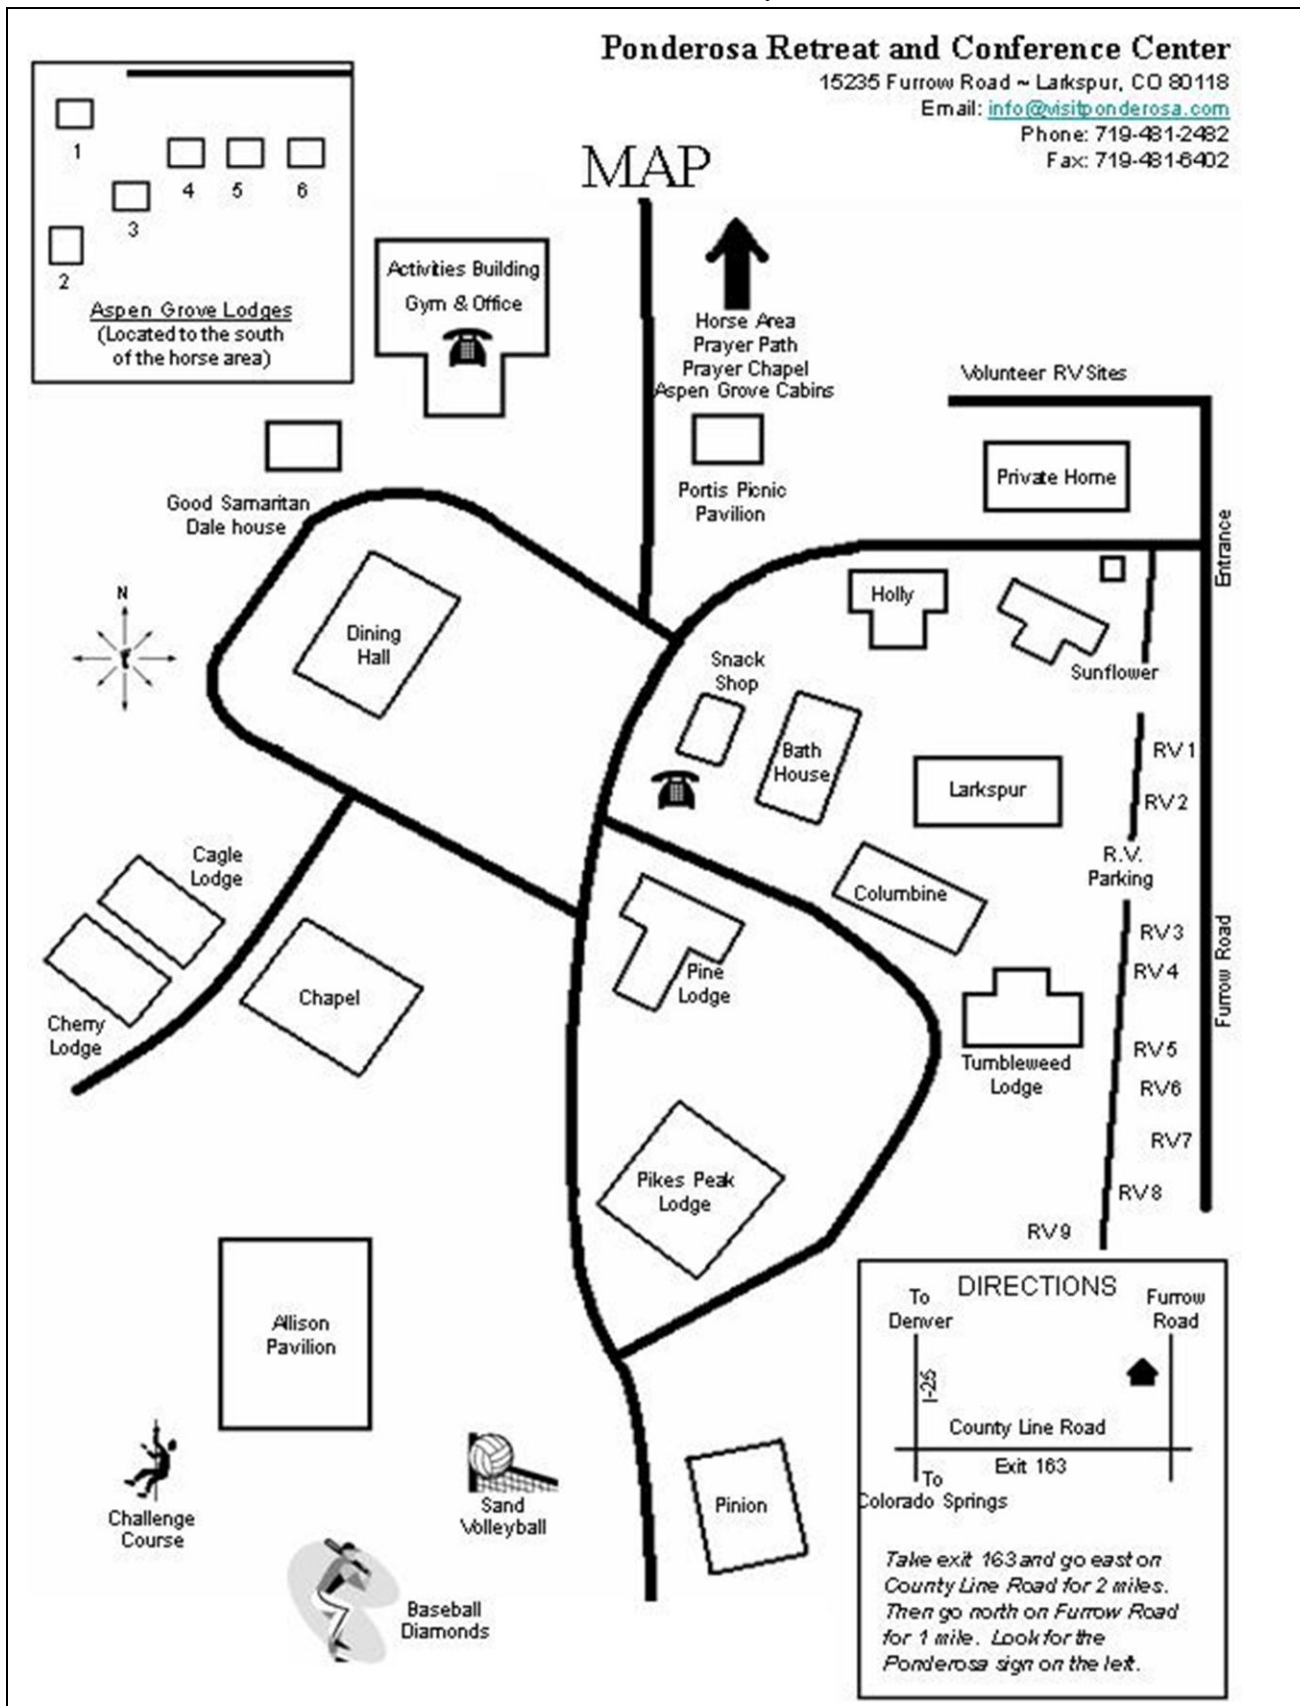 Ponderosa Retreat and Conference Center
15235 Furrow Road ~ Larkspur, CO 80118
Email: info@visitponderosa.com
Phone: 719-481-2482
Fax: 719-481-6402
MAP
1
4 5 6
3
2
Aspen Grove Lodges
(Located to the south
of the horse area)
Activities Building
Gym & Office
Horse Area
Prayer Path
Prayer Chapel
Aspen Grove Cabins
Volunteer RV Sites
Private Home
Portis Picnic
Pavilion
Good Samaritan
Dale house
Entrance
N
Dining
Hall
Holly
Sunflower
Snack
Shop
Bath
House
Larkspur
RV 1
RV 2
R.V.
Parking
Cagle
Lodge
Columbine
RV 3
RV 4
Furrow Road
Pine
Lodge
Chapel
Cherry
Lodge
Tumbleweed
Lodge
RV 5
RV 6
RV7
RV 8
RV 9
Pikes Peak
Lodge
Allison
Pavilion
Challenge
Course
Sand
Volleyball
Baseball
Diamonds
Pinion
DIRECTIONS
To
Denver
Furrow
Road
I-25
County Line Road
Exit 163
To
Colorado Springs
Take exit 163 and go east on
County Line Road for 2 miles.
Then go north on Furrow Road
for 1 mile. Look for the
Ponderosa sign on the left.